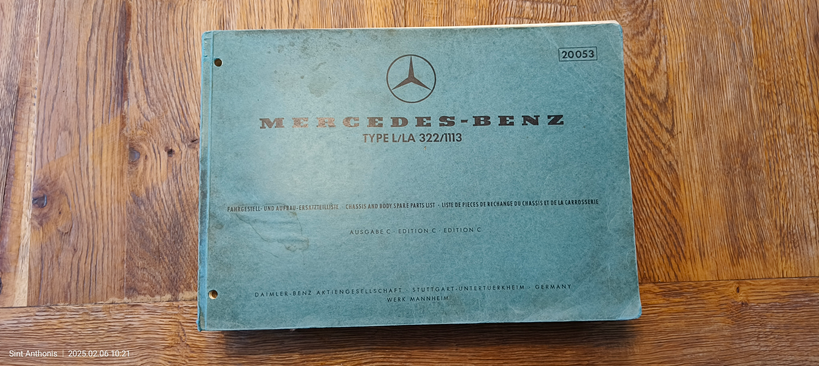 20053
MERCEDES-BENZ
TYPE L/LA 322/1113
FAHRGESTELL- UND AUFBAU-ERSATZTEILLISTE · CHASSIS AND BODY SPARE PARTS LIST · LISTE DE PIECES DE RECHANGE DU CHASSIS ET DE LA CARROSSERIE
AUSGABE C · EDITION C · EDITION C
DAIMLER-BENZ AKTIENGESELLSCHAFT · STUTTGART-UNTERTUERKHEIM · GERMANY
WERK MANNHEIM
Sint Anthonis | 2025.02.06 10:21